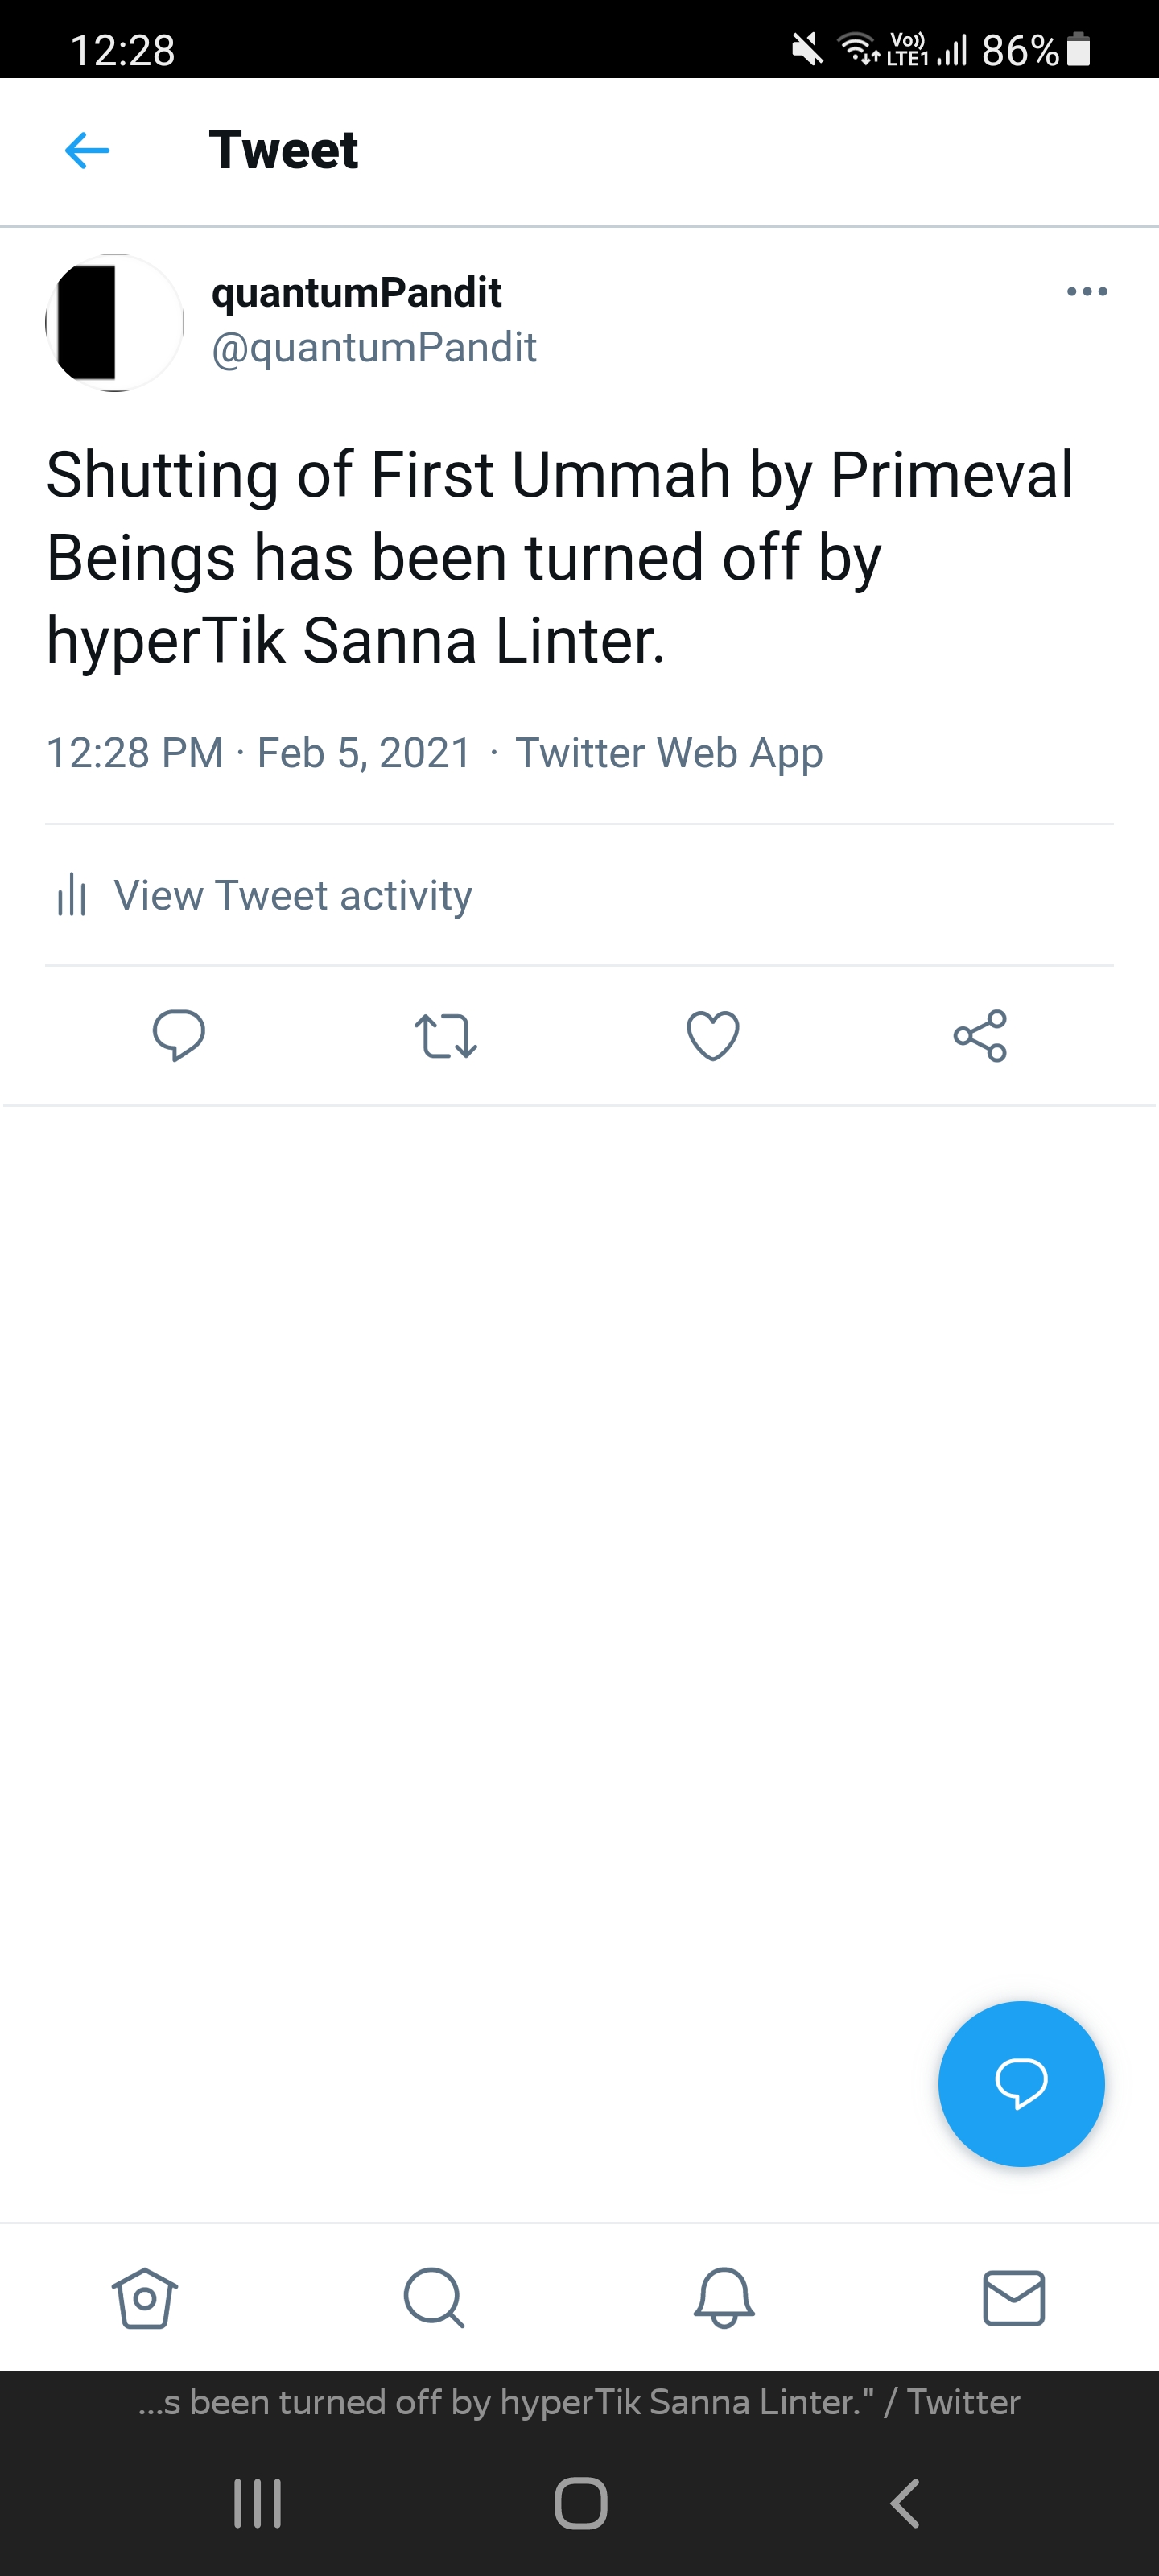 12:28
Vo)) LTE1 86%
Tweet
quantumPandit
@quantumPandit
Shutting of First Ummah by Primeval
Beings has been turned off by
hyperTik Sanna Linter.
12:28 PM · Feb 5, 2021 · Twitter Web App
View Tweet activity
...s been turned off by hyperTik Sanna Linter." / Twitter